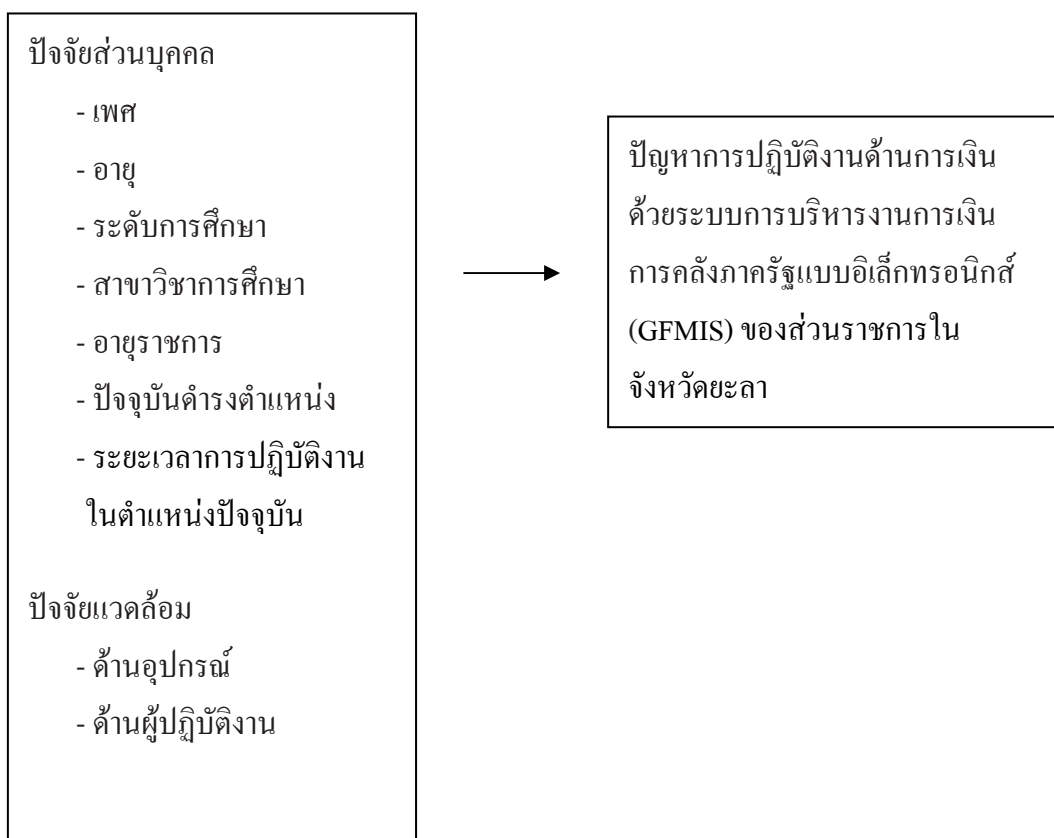 ปัจจัยส่วนบุคคล
- เพศ
- อายุ
- ระดับการศึกษา
- สาขาวิชาการศึกษา
- อายุราชการ
- ปัจจุบันดำรงตำแหน่ง
- ระยะเวลาการปฏิบัติงาน
ในตำแหน่งปัจจุบัน
ปัจจัยแวดล้อม
- ด้านอุปกรณ์
- ด้านผู้ปฏิบัติงาน
ปัญหาการปฏิบัติงานด้านการเงิน
ด้วยระบบการบริหารงานการเงิน
การคลังภาครัฐแบบอิเล็กทรอนิกส์
(GFMIS) ของส่วนราชการใน
จังหวัดยะลา